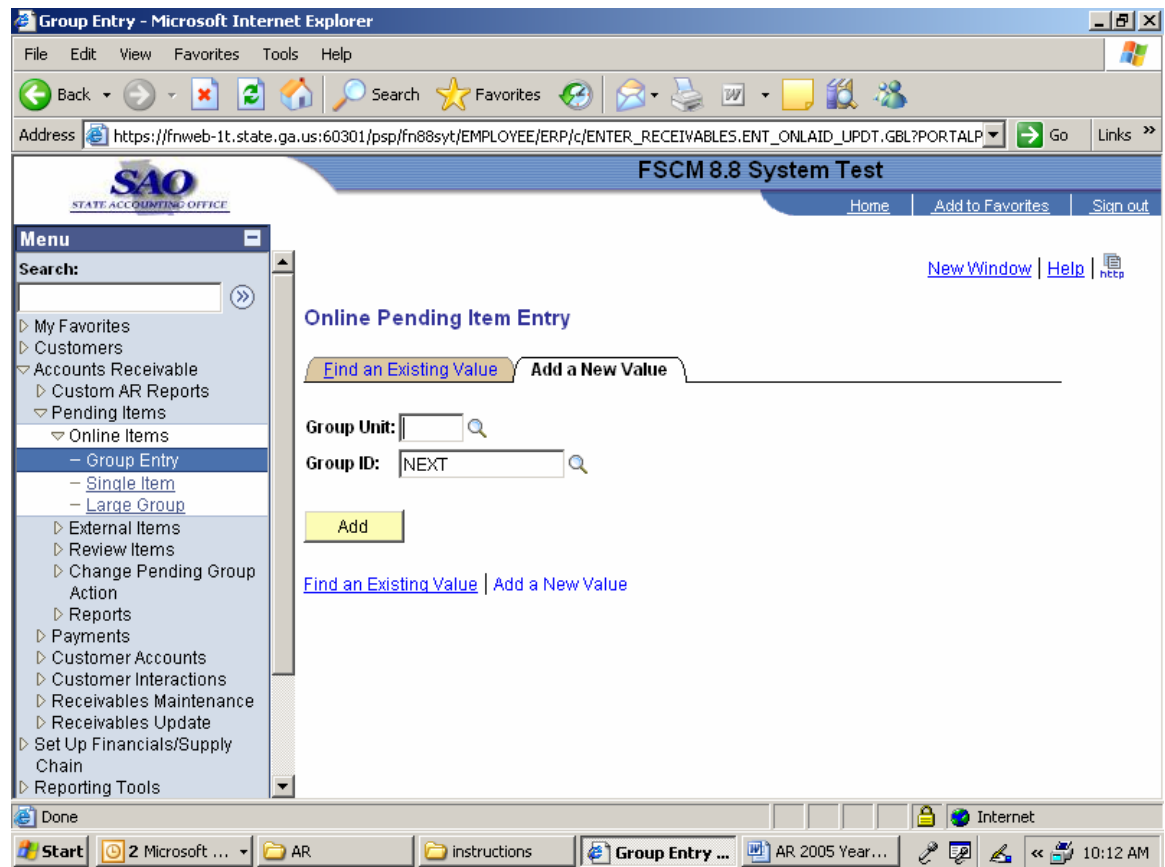 Group Entry - Microsoft Internet Explorer
File Edit View Favorites Tools Help
Back Search Favorites
Address https://fnweb-1t.state.ga.us:60301/psp/fn88syt/EMPLOYEE/ERP/c/ENTER_RECEIVABLES.ENT_ONLAID_UPDT.GBL?PORTALP Go Links »
SAO
STATE ACCOUNTING OFFICE
FSCM 8.8 System Test
Home Add to Favorites Sign out
Menu
Search:
My Favorites
Customers
Accounts Receivable
Custom AR Reports
Pending Items
Online Items
– Group Entry
– Single Item
– Large Group
External Items
Review Items
Change Pending Group
Action
Reports
Payments
Customer Accounts
Customer Interactions
Receivables Maintenance
Receivables Update
Set Up Financials/Supply
Chain
Reporting Tools
New Window | Help | http
Online Pending Item Entry
Find an Existing Value Add a New Value
Group Unit:
Group ID: NEXT
Add
Find an Existing Value | Add a New Value
Done Internet
Start 2 Microsoft ... AR instructions Group Entry ... AR 2005 Year... « 10:12 AM